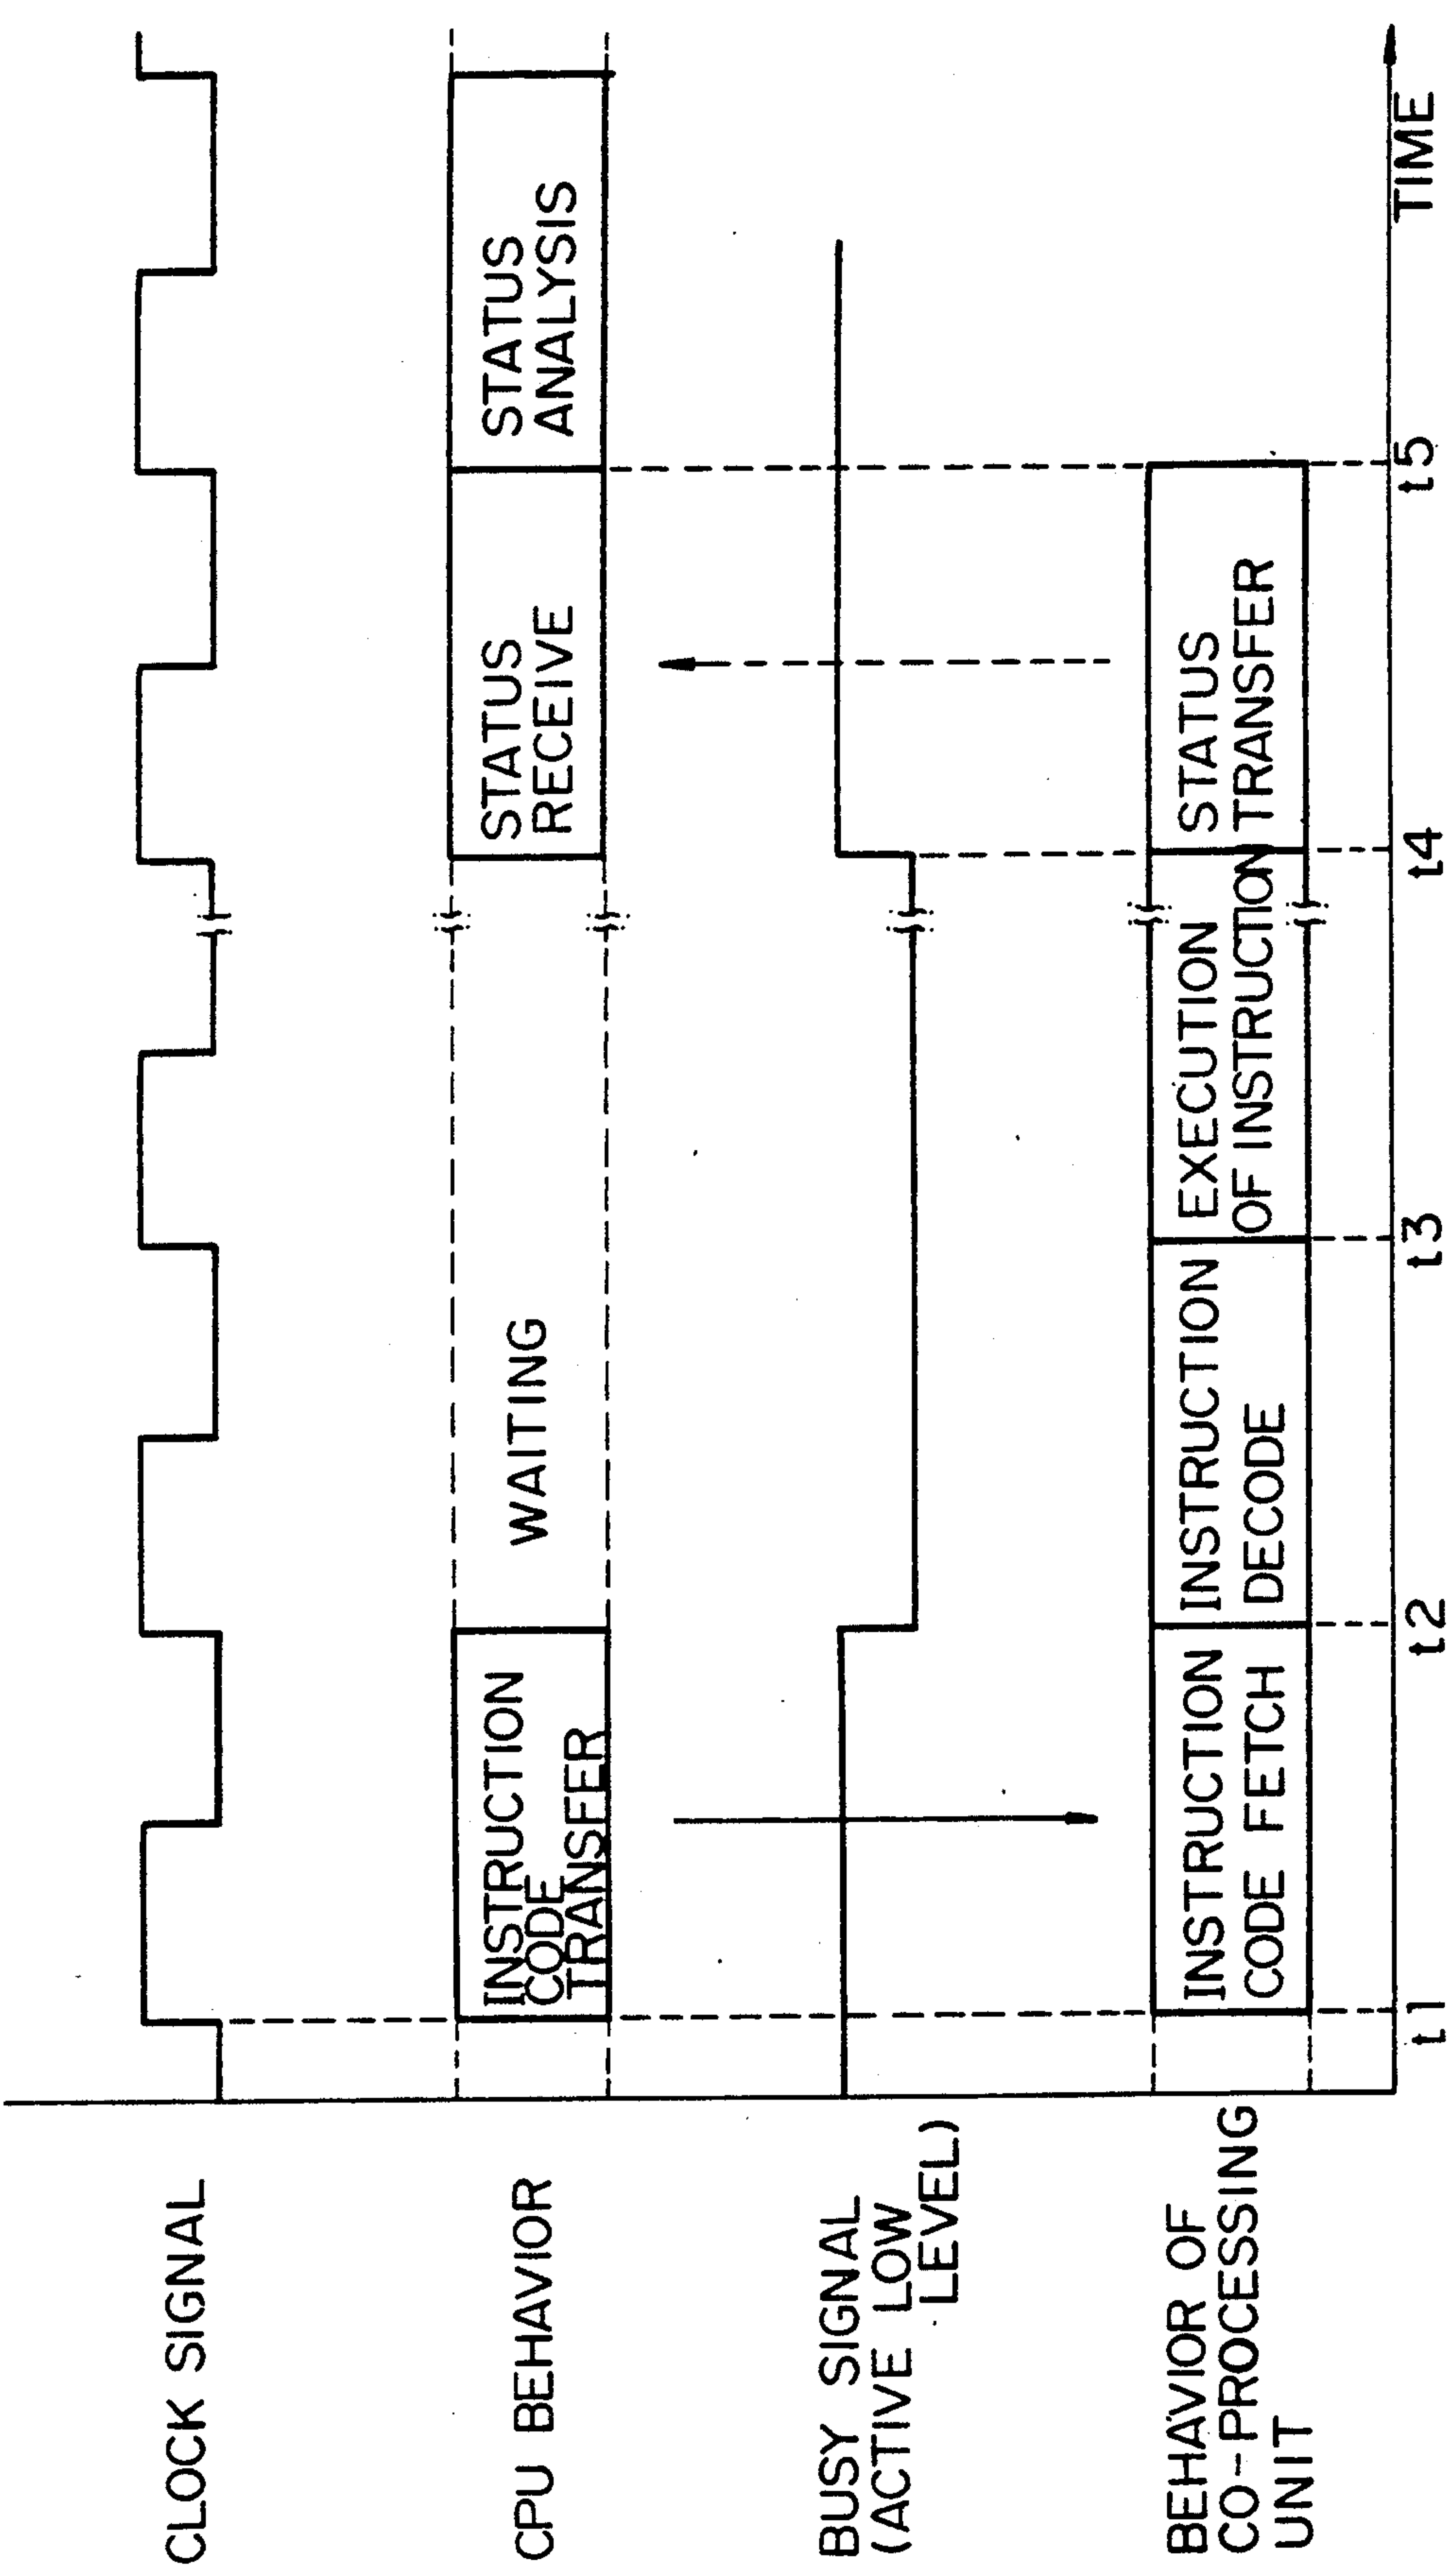 CLOCK SIGNAL
CPU BEHAVIOR
INSTRUCTION
CODE
TRANSFER
WAITING
STATUS
RECEIVE
STATUS
ANALYSIS
BUSY SIGNAL
(ACTIVE LOW
LEVEL)
BEHAVIOR OF
CO-PROCESSING
UNIT
INSTRUCTION
CODE FETCH
INSTRUCTION
DECODE
EXECUTION
OF INSTRUCTION
STATUS
TRANSFER
t1
t2
t3
t4
t5
TIME